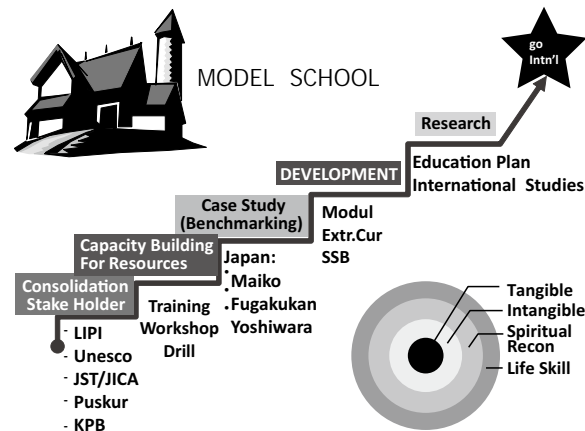 MODEL SCHOOL
go
Intn'l
Research
Education Plan
International Studies
DEVELOPMENT
Modul
Extr.Cur
SSB
Case Study
(Benchmarking)
Japan:
Maiko
Fugakukan
Yoshiwara
Capacity Building
For Resources
Training
Workshop
Drill
Consolidation
Stake Holder
- LIPI
- Unesco
- JST/JICA
- Puskur
- KPB
Tangible
Intangible
Spiritual
Recon
Life Skill